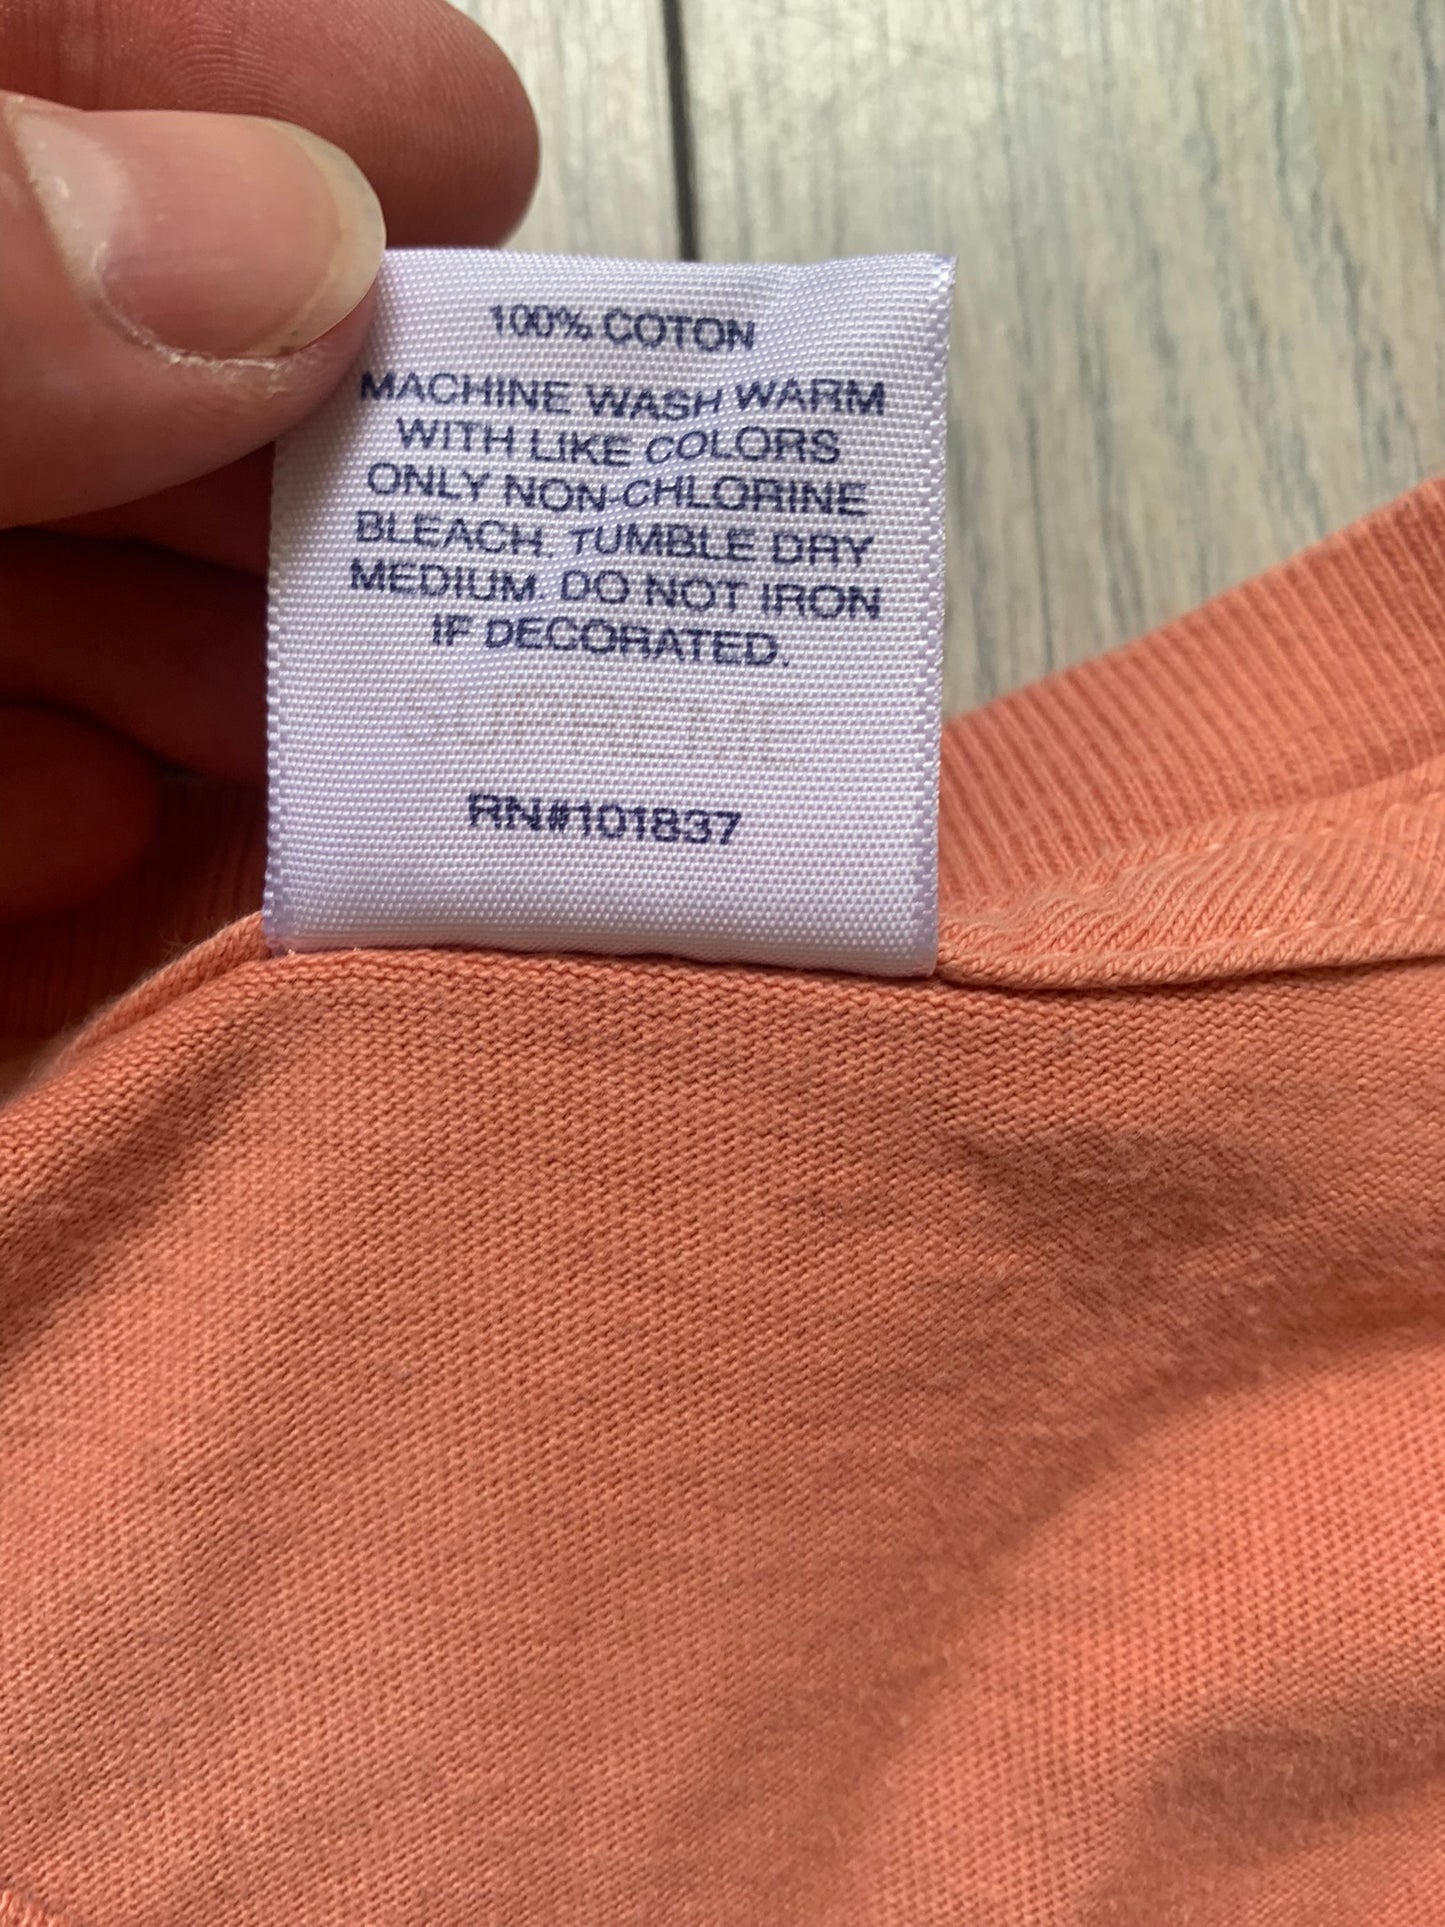 100% COTON
MACHINE WASH WARM
WITH LIKE COLORS
ONLY NON-CHLORINE
BLEACH. TUMBLE DRY
MEDIUM. DO NOT IRON
IF DECORATED.
SUPREME
RN#101837